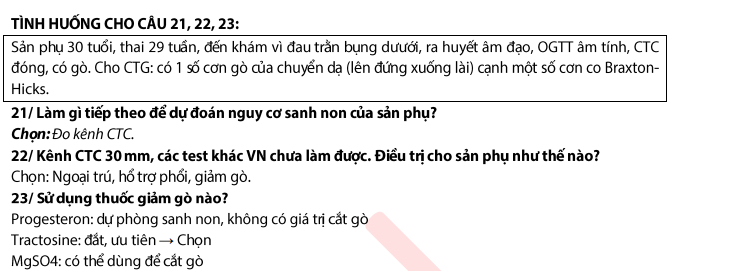 TÌNH HUỐNG CHO CÂU 21, 22, 23:
Sản phụ 30 tuổi, thai 29 tuần, đến khám vì đau trằn bụng dưới, ra huyết âm đạo, OGTT âm tính, CTC
đóng, có gò. Cho CTG: có 1 số cơn gò của chuyển dạ (lên đứng xuống lài) cạnh một số cơn co Braxton-
Hicks.
21/ Làm gì tiếp theo để dự đoán nguy cơ sanh non của sản phụ?
Chọn: Đo kênh CTC.
22/ Kênh CTC 30 mm, các test khác VN chưa làm được. Điều trị cho sản phụ như thế nào?
Chọn: Ngoại trú, hổ trợ phổi, giảm gò.
23/ Sử dụng thuốc giảm gò nào?
Progesteron: dự phòng sanh non, không có giá trị cắt gò
Tractosine: đắt, ưu tiên → Chọn
MgSO4: có thể dùng để cắt gò